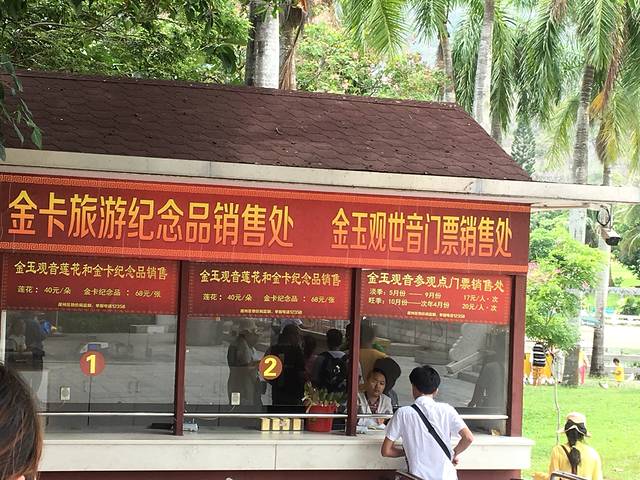 金卡旅游纪念品销售处
金玉观世音门票销售处
金玉观音莲花和金卡纪念品销售
莲花：40元/朵 金卡纪念品：68元/张
金玉观音莲花和金卡纪念品销售
莲花：40元/朵 金卡纪念品：68元/张
金玉观音参观点门票销售处
淡季：5月份——9月份 17元/人·次
旺季：10月份——次年4月份 20元/人·次
1
2